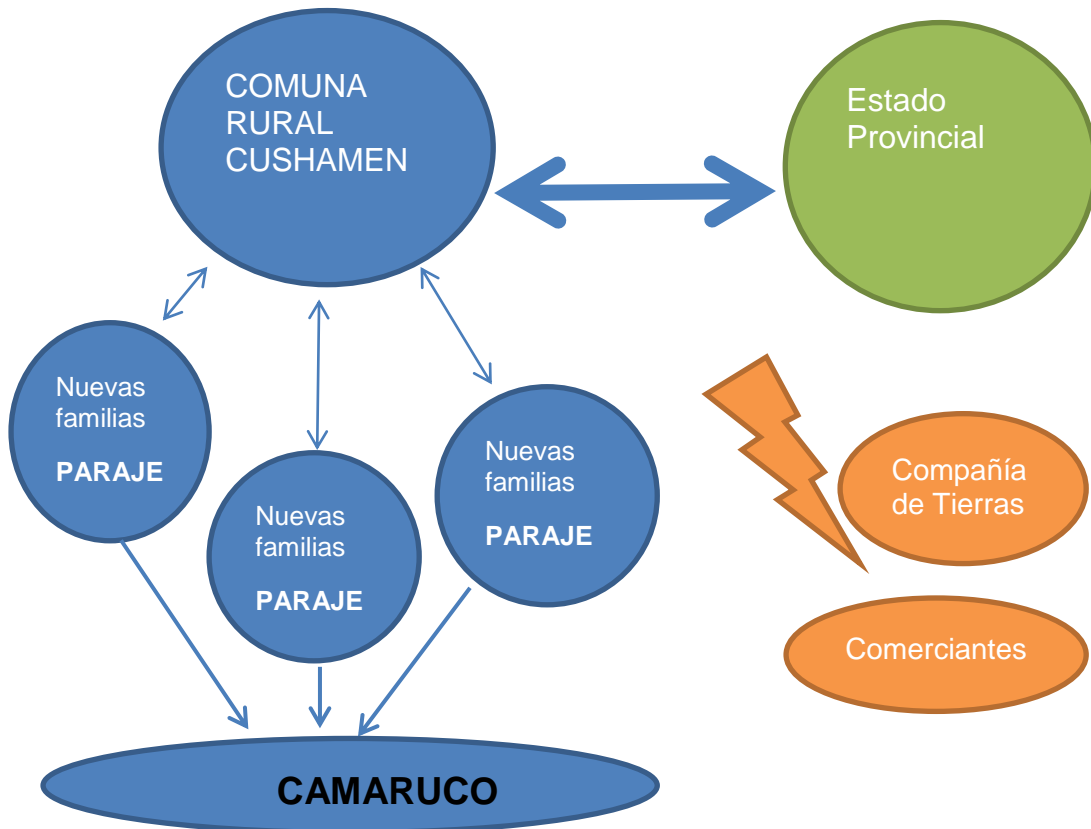 COMUNA
RURAL
CUSHAMEN
Estado
Provincial
Nuevas
familias
PARAJE
Nuevas
familias
PARAJE
Nuevas
familias
PARAJE
Compañía
de Tierras
Comerciantes
CAMARUCO